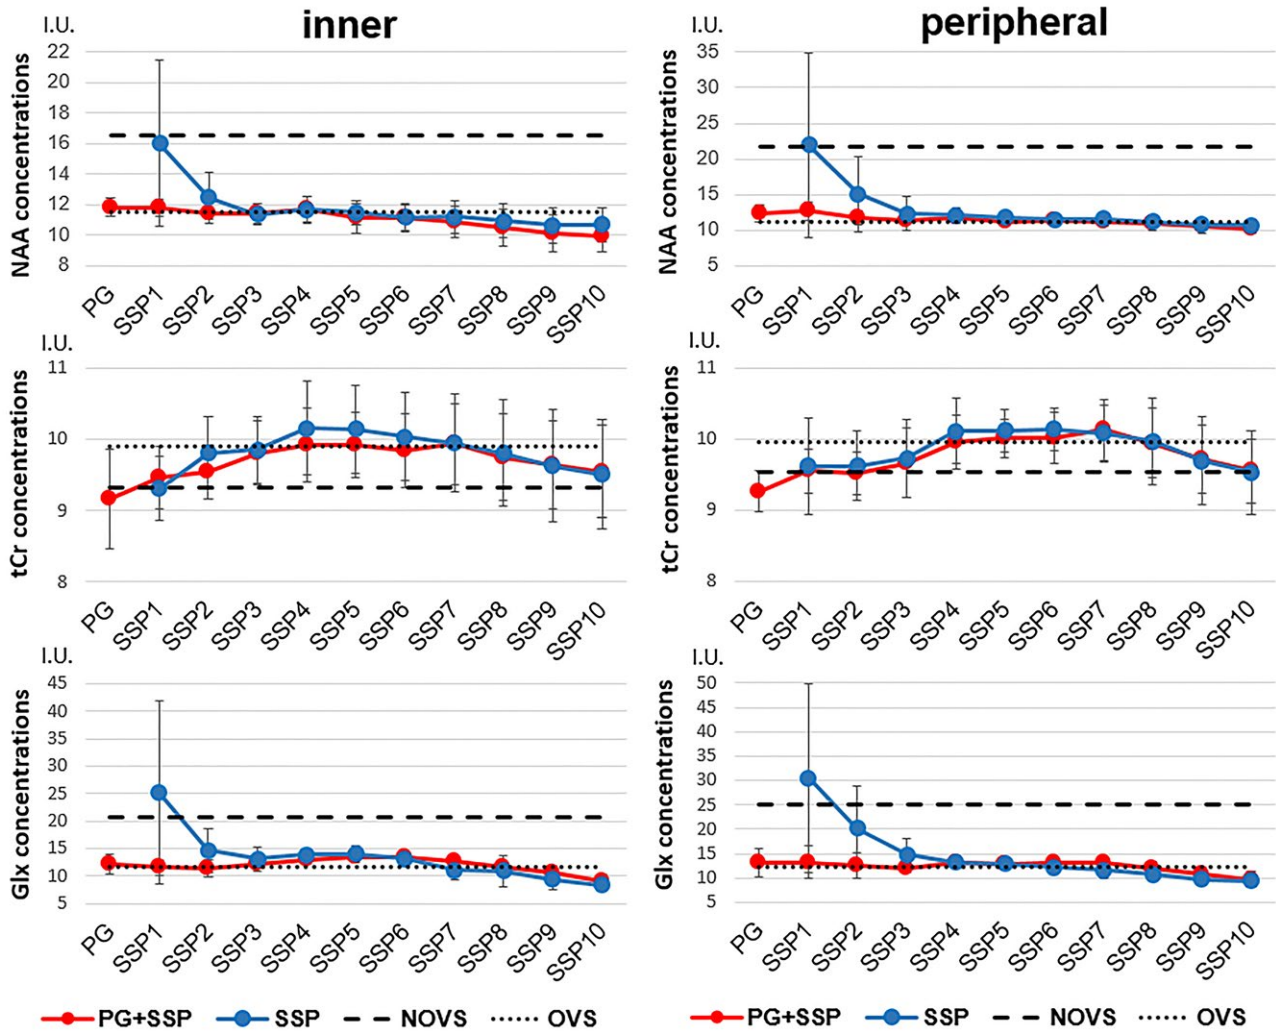 inner
I.U.
NAA concentrations
22
20
18
16
14
12
10
8
PG SSP1 SSP2 SSP3 SSP4 SSP5 SSP6 SSP7 SSP8 SSP9 SSP10
peripheral
I.U.
NAA concentrations
35
30
25
20
15
10
5
PG SSP1 SSP2 SSP3 SSP4 SSP5 SSP6 SSP7 SSP8 SSP9 SSP10
I.U.
tCr concentrations
11
10
9
8
PG SSP1 SSP2 SSP3 SSP4 SSP5 SSP6 SSP7 SSP8 SSP9 SSP10
I.U.
tCr concentrations
11
10
9
8
PG SSP1 SSP2 SSP3 SSP4 SSP5 SSP6 SSP7 SSP8 SSP9 SSP10
I.U.
Glx concentrations
45
40
35
30
25
20
15
10
5
PG SSP1 SSP2 SSP3 SSP4 SSP5 SSP6 SSP7 SSP8 SSP9 SSP10
I.U.
Glx concentrations
50
45
40
35
30
25
20
15
10
5
PG SSP1 SSP2 SSP3 SSP4 SSP5 SSP6 SSP7 SSP8 SSP9 SSP10
PG+SSP SSP NOVS OVS
PG+SSP SSP NOVS OVS